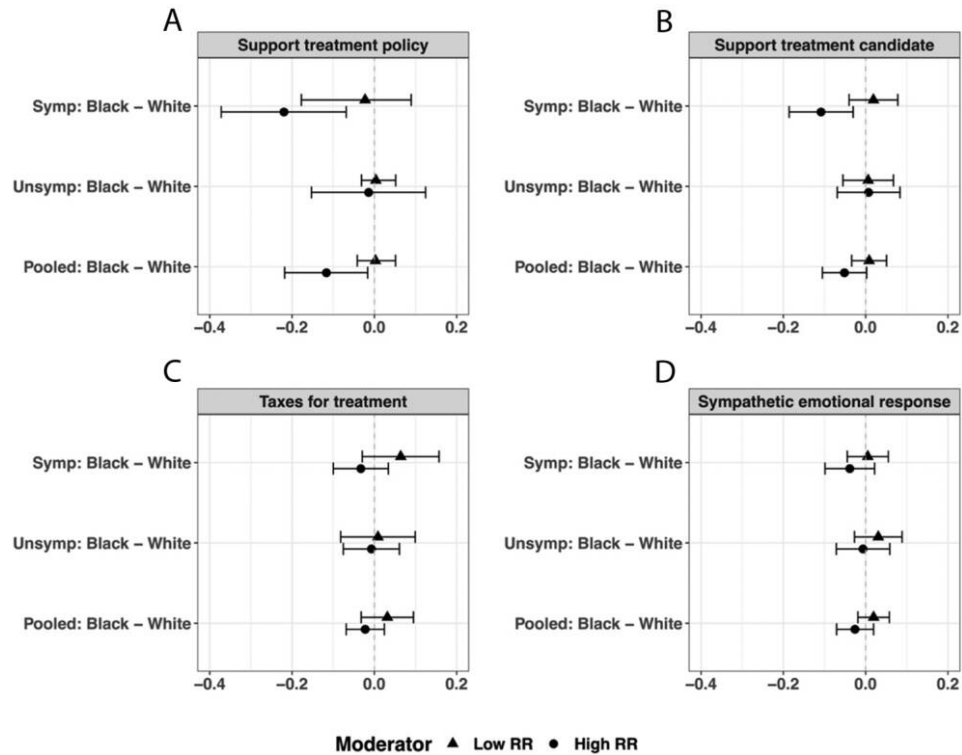 A
Support treatment policy
Symp: Black – White
Unsymp: Black – White
Pooled: Black – White
−0.4 −0.2 0.0 0.2
B
Support treatment candidate
Symp: Black – White
Unsymp: Black – White
Pooled: Black – White
−0.4 −0.2 0.0 0.2
C
Taxes for treatment
Symp: Black – White
Unsymp: Black – White
Pooled: Black – White
−0.4 −0.2 0.0 0.2
D
Sympathetic emotional response
Symp: Black – White
Unsymp: Black – White
Pooled: Black – White
−0.4 −0.2 0.0 0.2
Moderator Low RR High RR